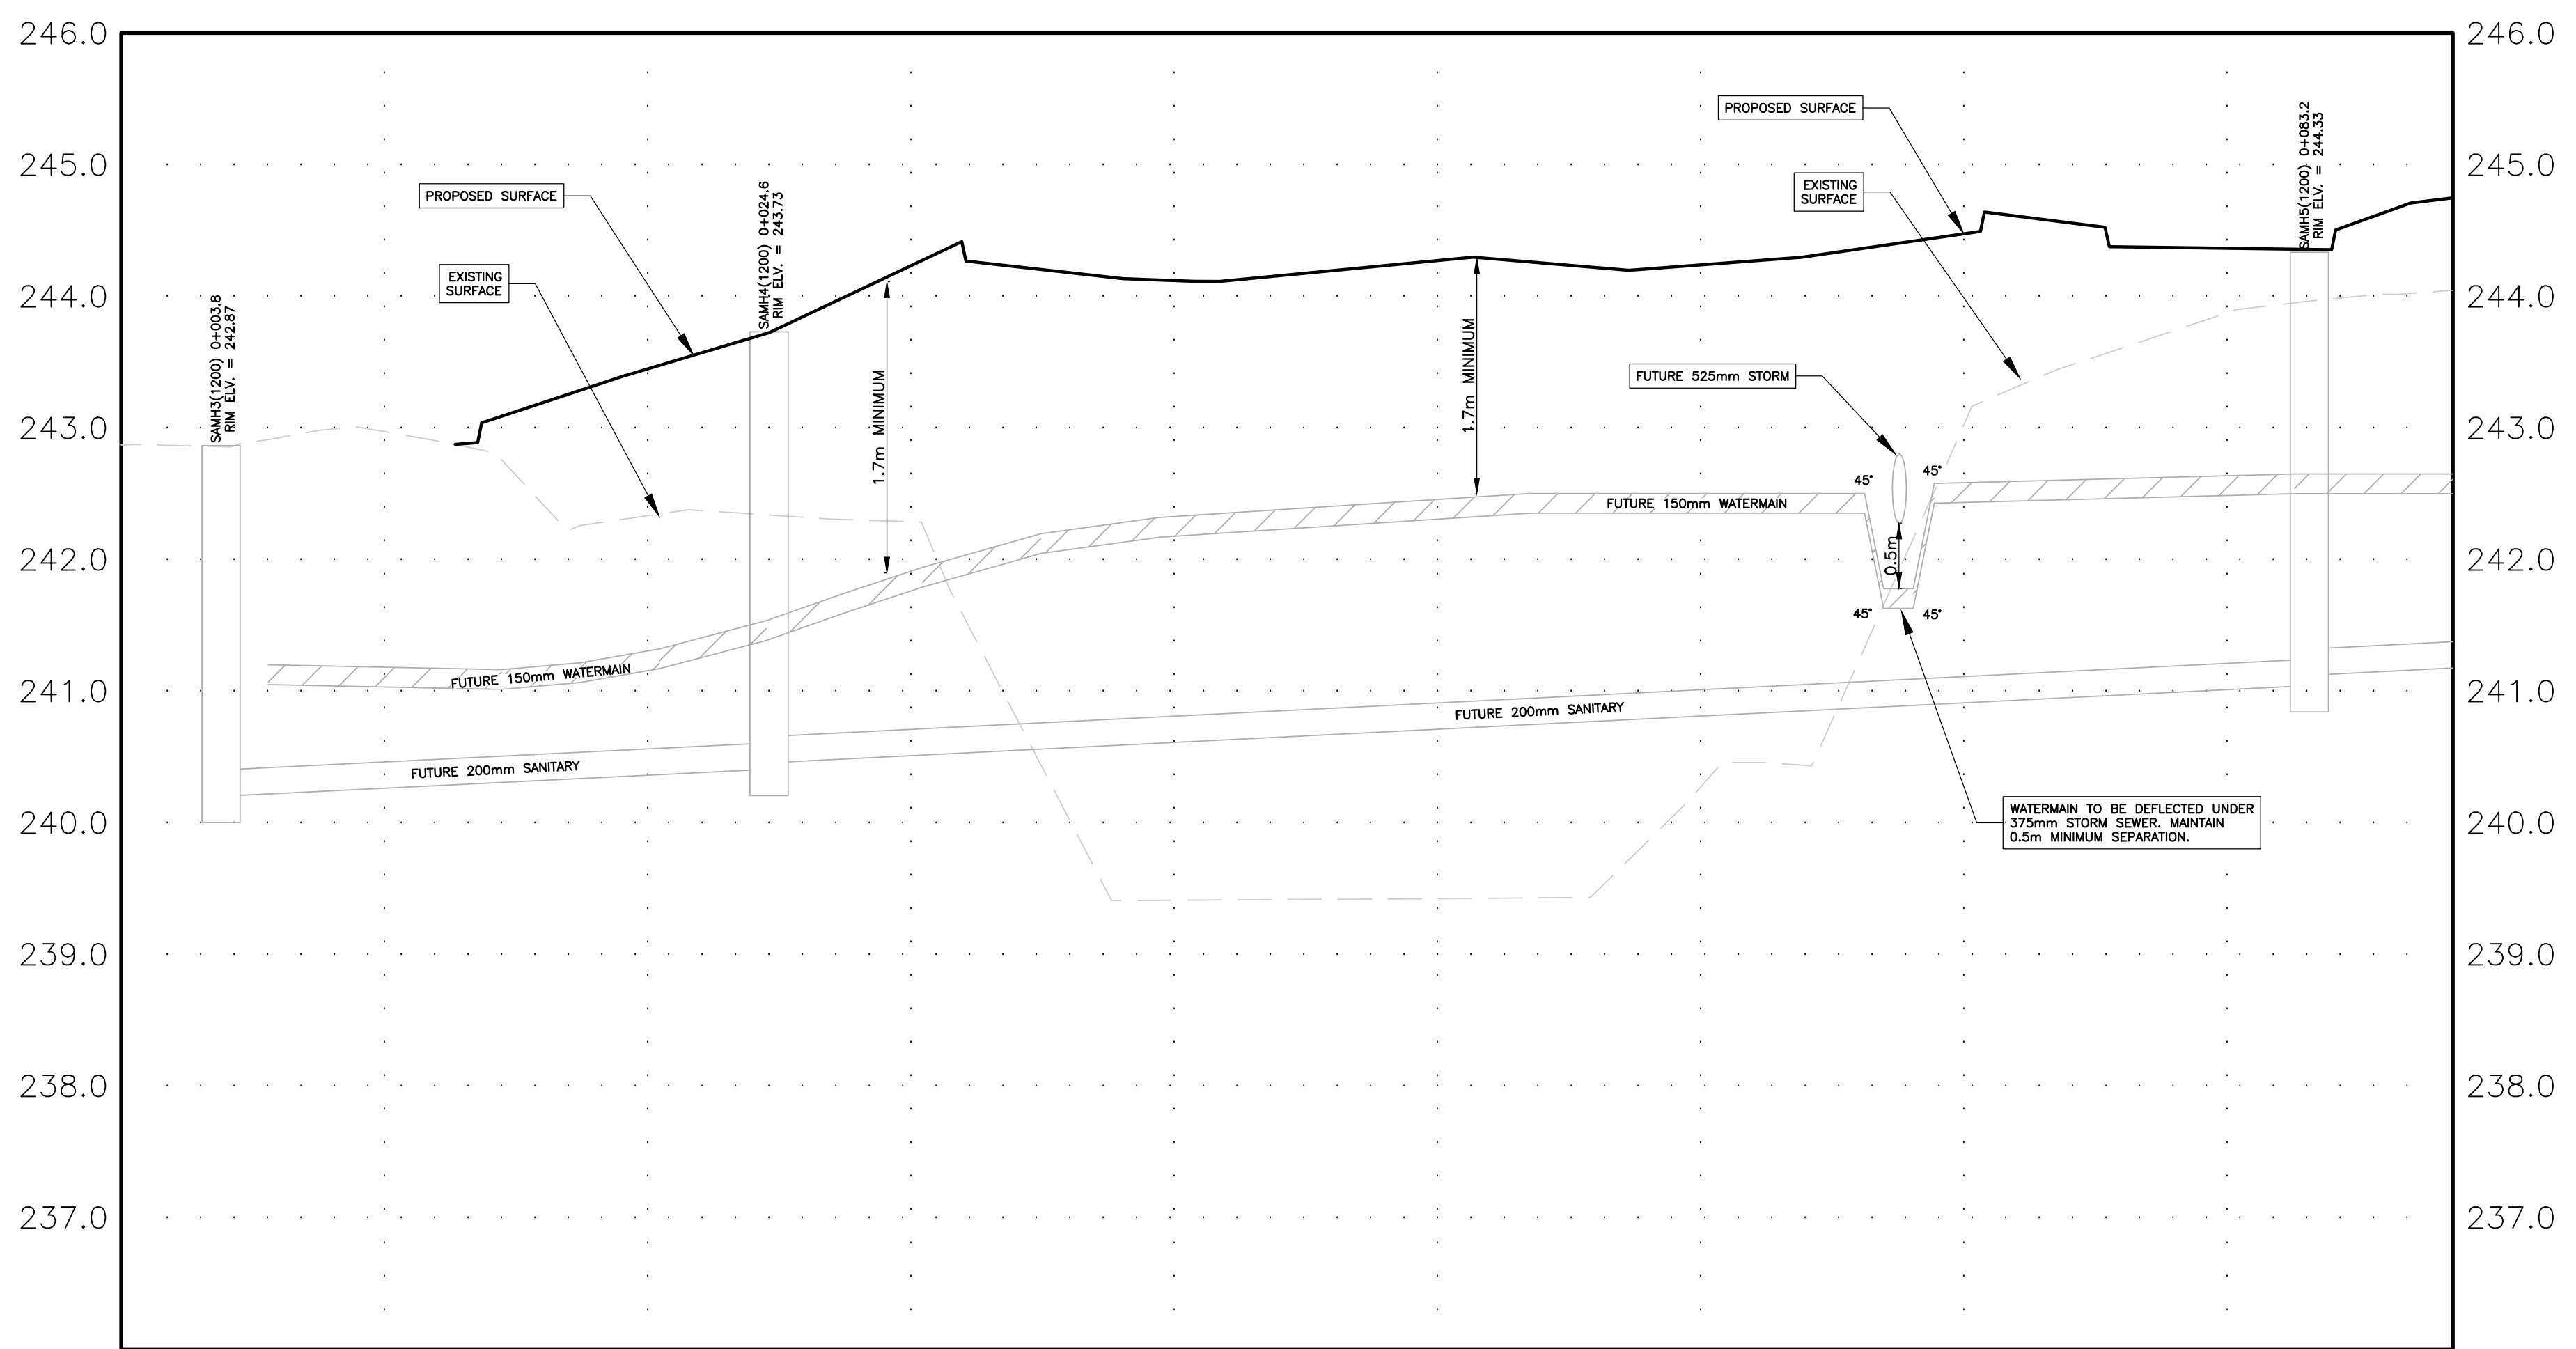 246.0
246.0
PROPOSED SURFACE
SAMH5(1200) 0+083.2
RIM ELV. = 244.33
245.0
245.0
PROPOSED SURFACE
EXISTING
SURFACE
SAMH4(1200) 0+024.6
RIM ELV. = 243.73
EXISTING
SURFACE
244.0
244.0
SAMH3(1200) 0+003.8
RIM ELV. = 242.87
1.7m MINIMUM
1.7m MINIMUM
FUTURE 525mm STORM
243.0
243.0
45°
45°
FUTURE 150mm WATERMAIN
242.0
242.0
0.5m
45°
45°
FUTURE 150mm WATERMAIN
241.0
241.0
FUTURE 200mm SANITARY
FUTURE 200mm SANITARY
240.0
240.0
WATERMAIN TO BE DEFLECTED UNDER
375mm STORM SEWER. MAINTAIN
0.5m MINIMUM SEPARATION.
239.0
239.0
238.0
238.0
237.0
237.0